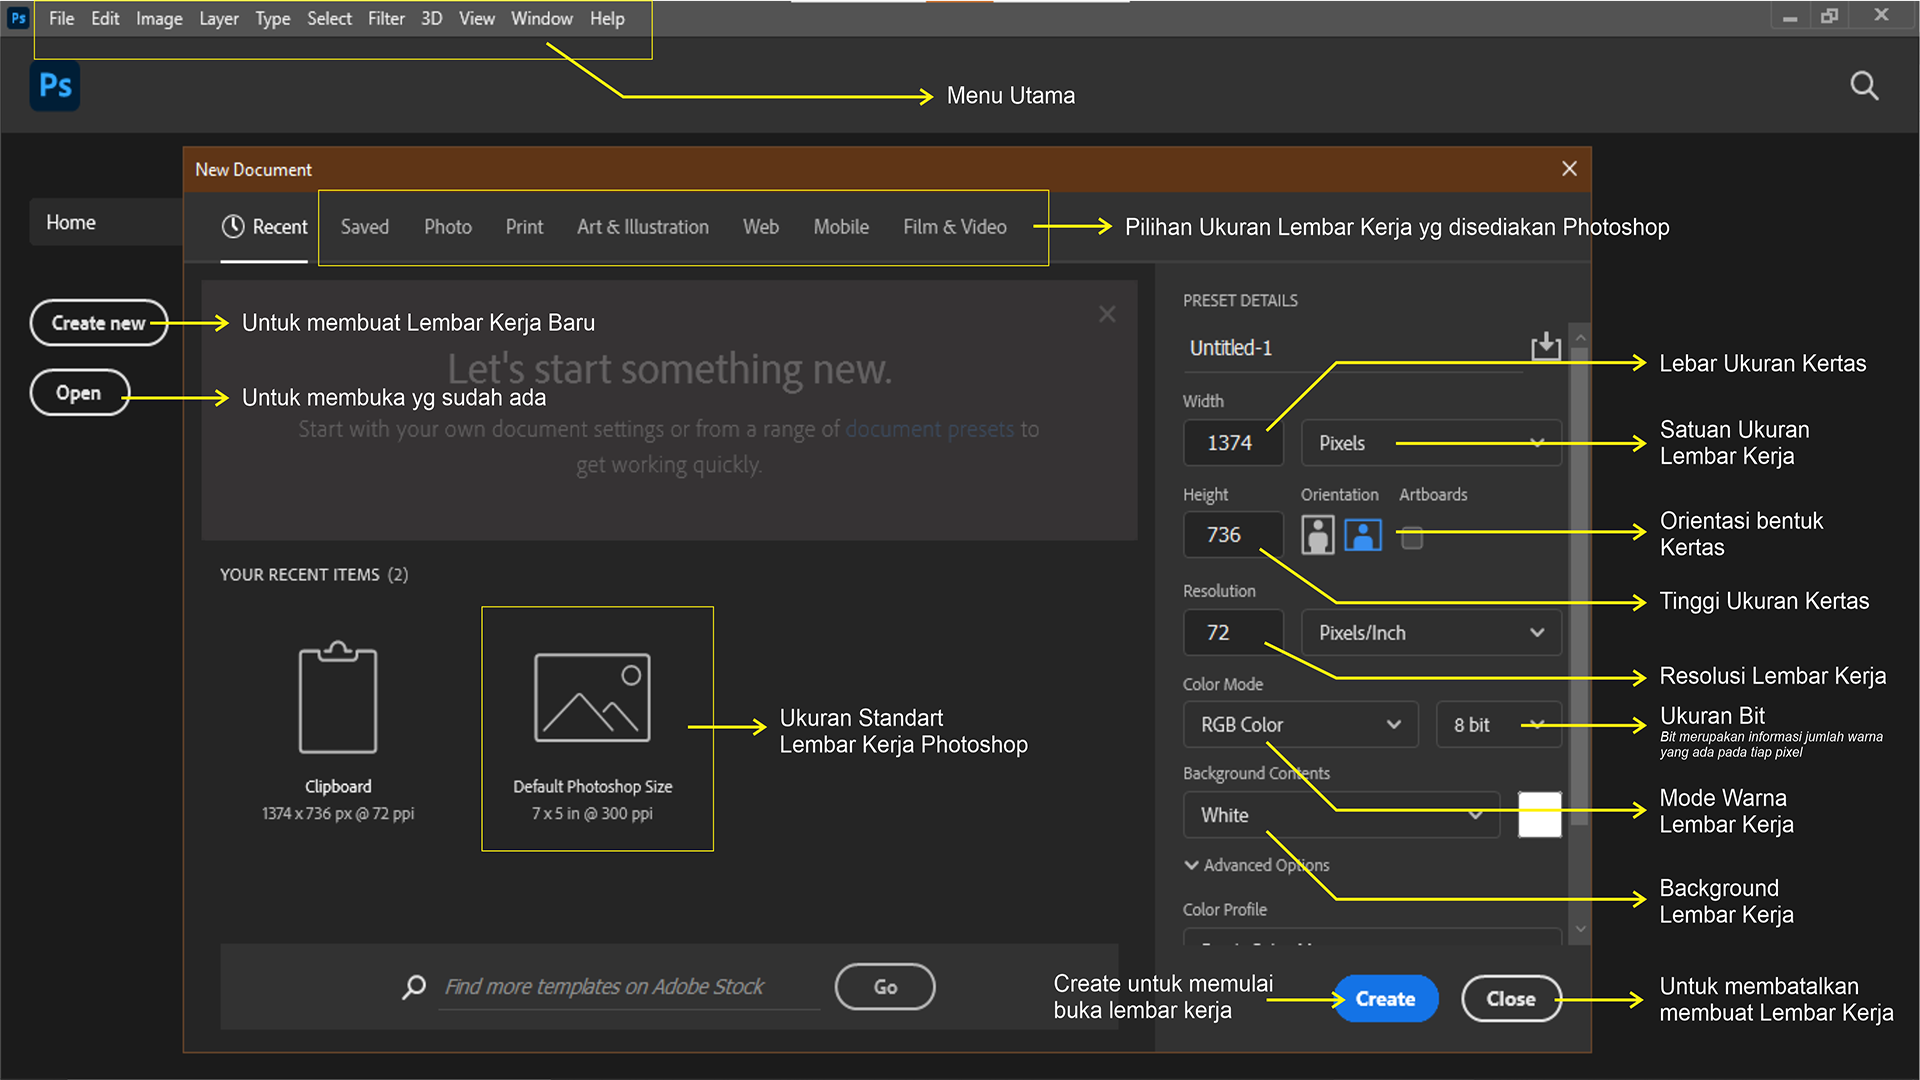 Ps File Edit Image Layer Type Select Filter 3D View Window Help
Ps
Menu Utama
New Document
Home
Recent Saved Photo Print Art & Illustration Web Mobile Film & Video
Pilihan Ukuran Lembar Kerja yg disediakan Photoshop
Create new
Untuk membuat Lembar Kerja Baru
Open
Untuk membuka yg sudah ada
Let's start something new.
Start with your own document settings or from a range of document presets to
get working quickly.
YOUR RECENT ITEMS (2)
Clipboard
1374 x 736 px @ 72 ppi
Default Photoshop Size
7 x 5 in @ 300 ppi
Ukuran Standart
Lembar Kerja Photoshop
Find more templates on Adobe Stock
Go
PRESET DETAILS
Untitled-1
Lebar Ukuran Kertas
Width
1374 Pixels
Satuan Ukuran
Lembar Kerja
Height Orientation Artboards
736
Orientasi bentuk
Kertas
Tinggi Ukuran Kertas
Resolution
72 Pixels/Inch
Resolusi Lembar Kerja
Color Mode
RGB Color 8 bit
Ukuran Bit
Bit merupakan informasi jumlah warna
yang ada pada tiap pixel
Background Contents
White
Mode Warna
Lembar Kerja
Advanced Options
Background
Lembar Kerja
Color Profile
Create untuk memulai
buka lembar kerja
Create
Close
Untuk membatalkan
membuat Lembar Kerja